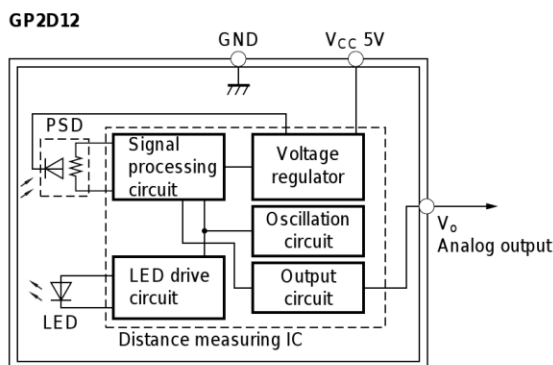 GP2D12
GND
VCC 5V
PSD
Signal
processing
circuit
Voltage
regulator
Oscillation
circuit
Vo
Analog output
LED drive
circuit
Output
circuit
LED
Distance measuring IC